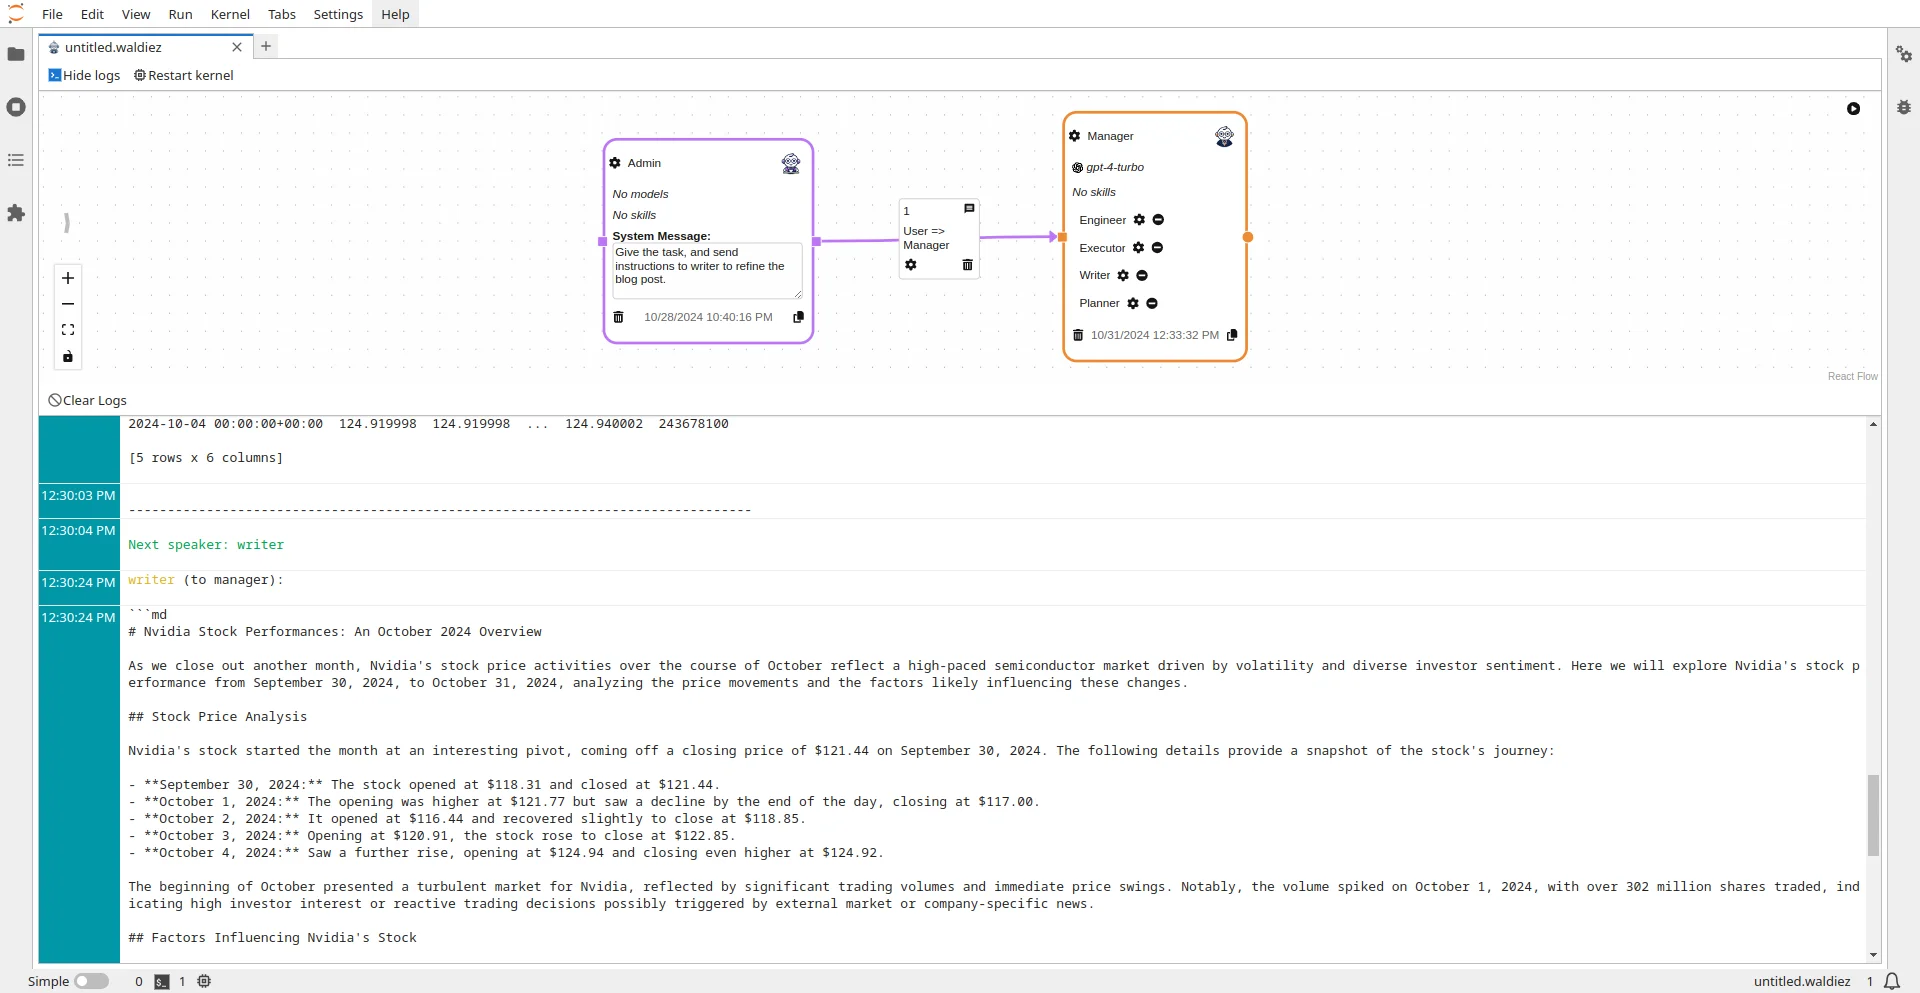 File Edit View Run Kernel Tabs Settings Help
untitled.waldiez
Hide logs Restart kernel
Admin
No models
No skills
System Message:
Give the task, and send
instructions to writer to refine the
blog post.
10/28/2024 10:40:16 PM
1
User =>
Manager
Manager
gpt-4-turbo
No skills
Engineer
Executor
Writer
Planner
10/31/2024 12:33:32 PM
React Flow
Clear Logs
2024-10-04 00:00:00+00:00 124.919998 124.919998 ... 124.940002 243678100
[5 rows x 6 columns]
12:30:03 PM
--------------------------------------------------------------------------------
12:30:04 PM
Next speaker: writer
12:30:24 PM writer (to manager):
12:30:24 PM ```md
# Nvidia Stock Performances: An October 2024 Overview
As we close out another month, Nvidia's stock price activities over the course of October reflect a high-paced semiconductor market driven by volatility and diverse investor sentiment. Here we will explore Nvidia's stock p
erformance from September 30, 2024, to October 31, 2024, analyzing the price movements and the factors likely influencing these changes.
## Stock Price Analysis
Nvidia's stock started the month at an interesting pivot, coming off a closing price of $121.44 on September 30, 2024. The following details provide a snapshot of the stock's journey:
- **September 30, 2024:** The stock opened at $118.31 and closed at $121.44.
- **October 1, 2024:** The opening was higher at $121.77 but saw a decline by the end of the day, closing at $117.00.
- **October 2, 2024:** It opened at $116.44 and recovered slightly to close at $118.85.
- **October 3, 2024:** Opening at $120.91, the stock rose to close at $122.85.
- **October 4, 2024:** Saw a further rise, opening at $124.94 and closing even higher at $124.92.
The beginning of October presented a turbulent market for Nvidia, reflected by significant trading volumes and immediate price swings. Notably, the volume spiked on October 1, 2024, with over 302 million shares traded, ind
icating high investor interest or reactive trading decisions possibly triggered by external market or company-specific news.
## Factors Influencing Nvidia's Stock
Simple 0 $_ 1 untitled.waldiez 1